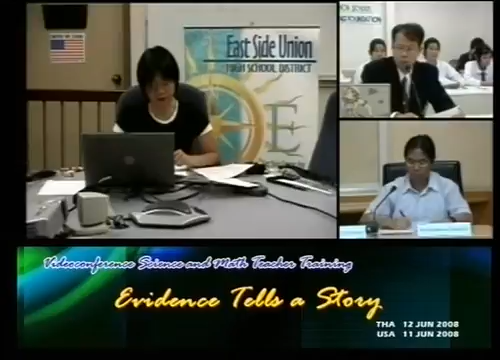 East Side Union
HIGH SCHOOL DISTRICT
E
Videoconference Science and Math Teacher Training
Evidence Tells a Story
THA 12 JUN 2008
USA 11 JUN 2008